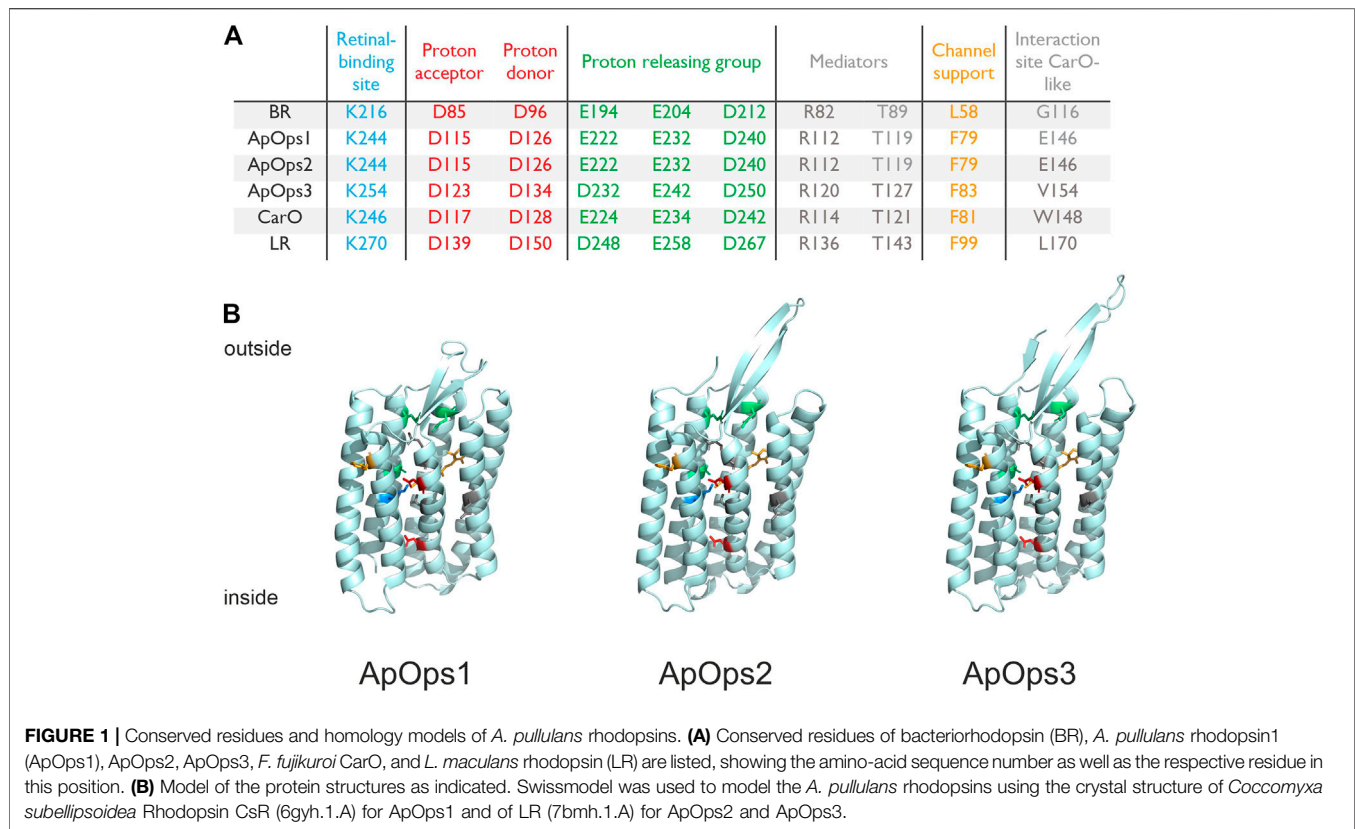 A
Retinal-binding site Proton acceptor Proton donor Proton releasing group Mediators Channel support Interaction site CarO-like
BR K216 D85 D96 E194 E204 D212 R82 T89 L58 G116
ApOps1 K244 D115 D126 E222 E232 D240 R112 T119 F79 E146
ApOps2 K244 D115 D126 E222 E232 D240 R112 T119 F79 E146
ApOps3 K254 D123 D134 D232 E242 D250 R120 T127 F83 V154
CarO K246 D117 D128 E224 E234 D242 R114 T121 F81 W148
LR K270 D139 D150 D248 E258 D267 R136 T143 F99 L170
B
outside
inside
ApOps1 ApOps2 ApOps3
FIGURE 1 | Conserved residues and homology models of A. pullulans rhodopsins. (A) Conserved residues of bacteriorhodopsin (BR), A. pullulans rhodopsin1
(ApOps1), ApOps2, ApOps3, F. fujikuroi CarO, and L. maculans rhodopsin (LR) are listed, showing the amino-acid sequence number as well as the respective residue in
this position. (B) Model of the protein structures as indicated. Swissmodel was used to model the A. pullulans rhodopsins using the crystal structure of Coccomyxa
subellipsoidea Rhodopsin CsR (6gyh.1.A) for ApOps1 and of LR (7bmh.1.A) for ApOps2 and ApOps3.